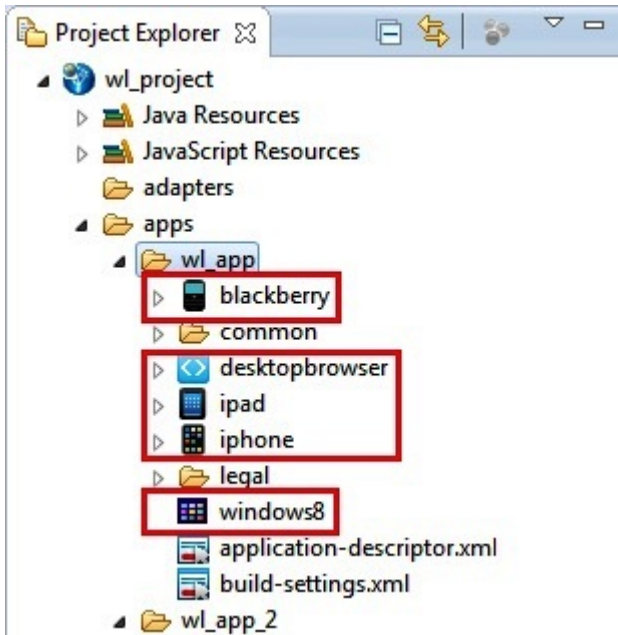 Project Explorer
wl_project
Java Resources
JavaScript Resources
adapters
apps
wl_app
blackberry
common
desktopbrowser
ipad
iphone
legal
windows8
application-descriptor.xml
build-settings.xml
wl_app_2